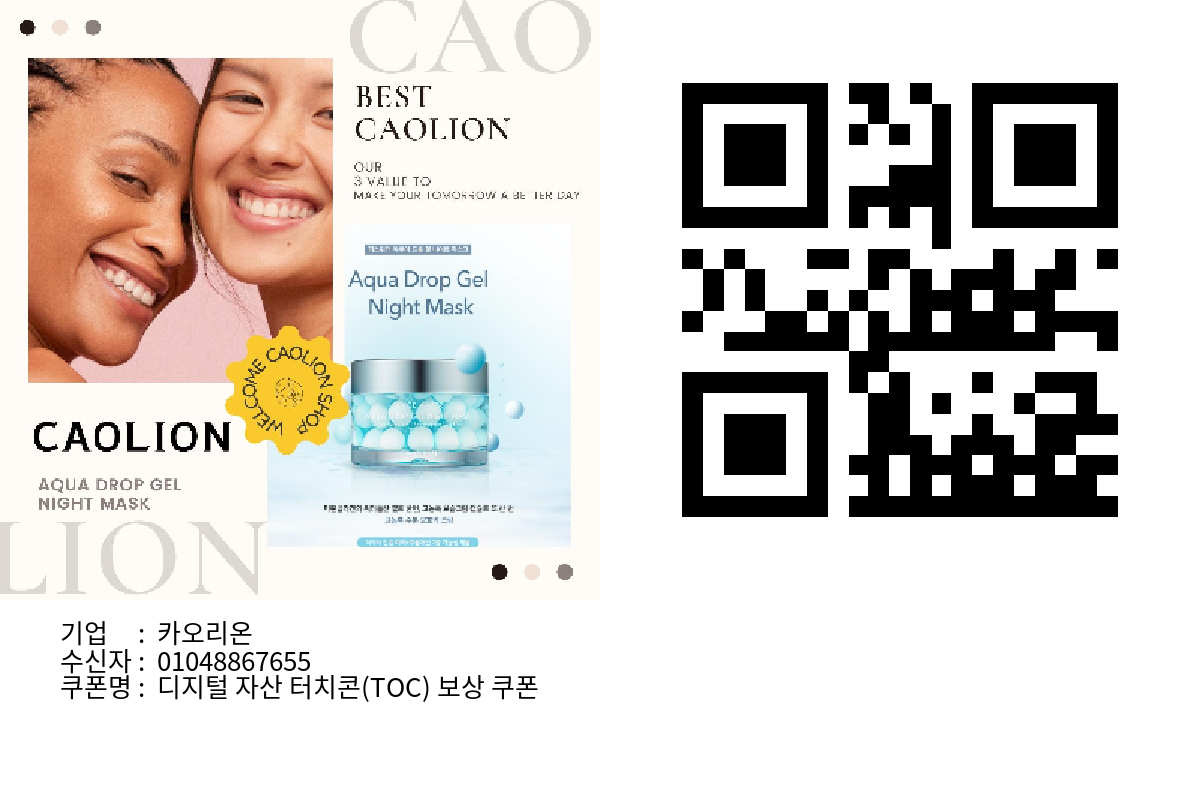 CAO
BEST
CAOLION
OUR
3 VALUE TO
MAKE YOUR TOMORROW A BETTER DAY
Aqua Drop Gel
Night Mask
WELCOME CAOLION SHOP
CAOLION
AQUA DROP GEL
NIGHT MASK
LION
기업 : 카오리온
수신자 : 01048867655
쿠폰명 : 디지털 자산 터치콘(TOC) 보상 쿠폰